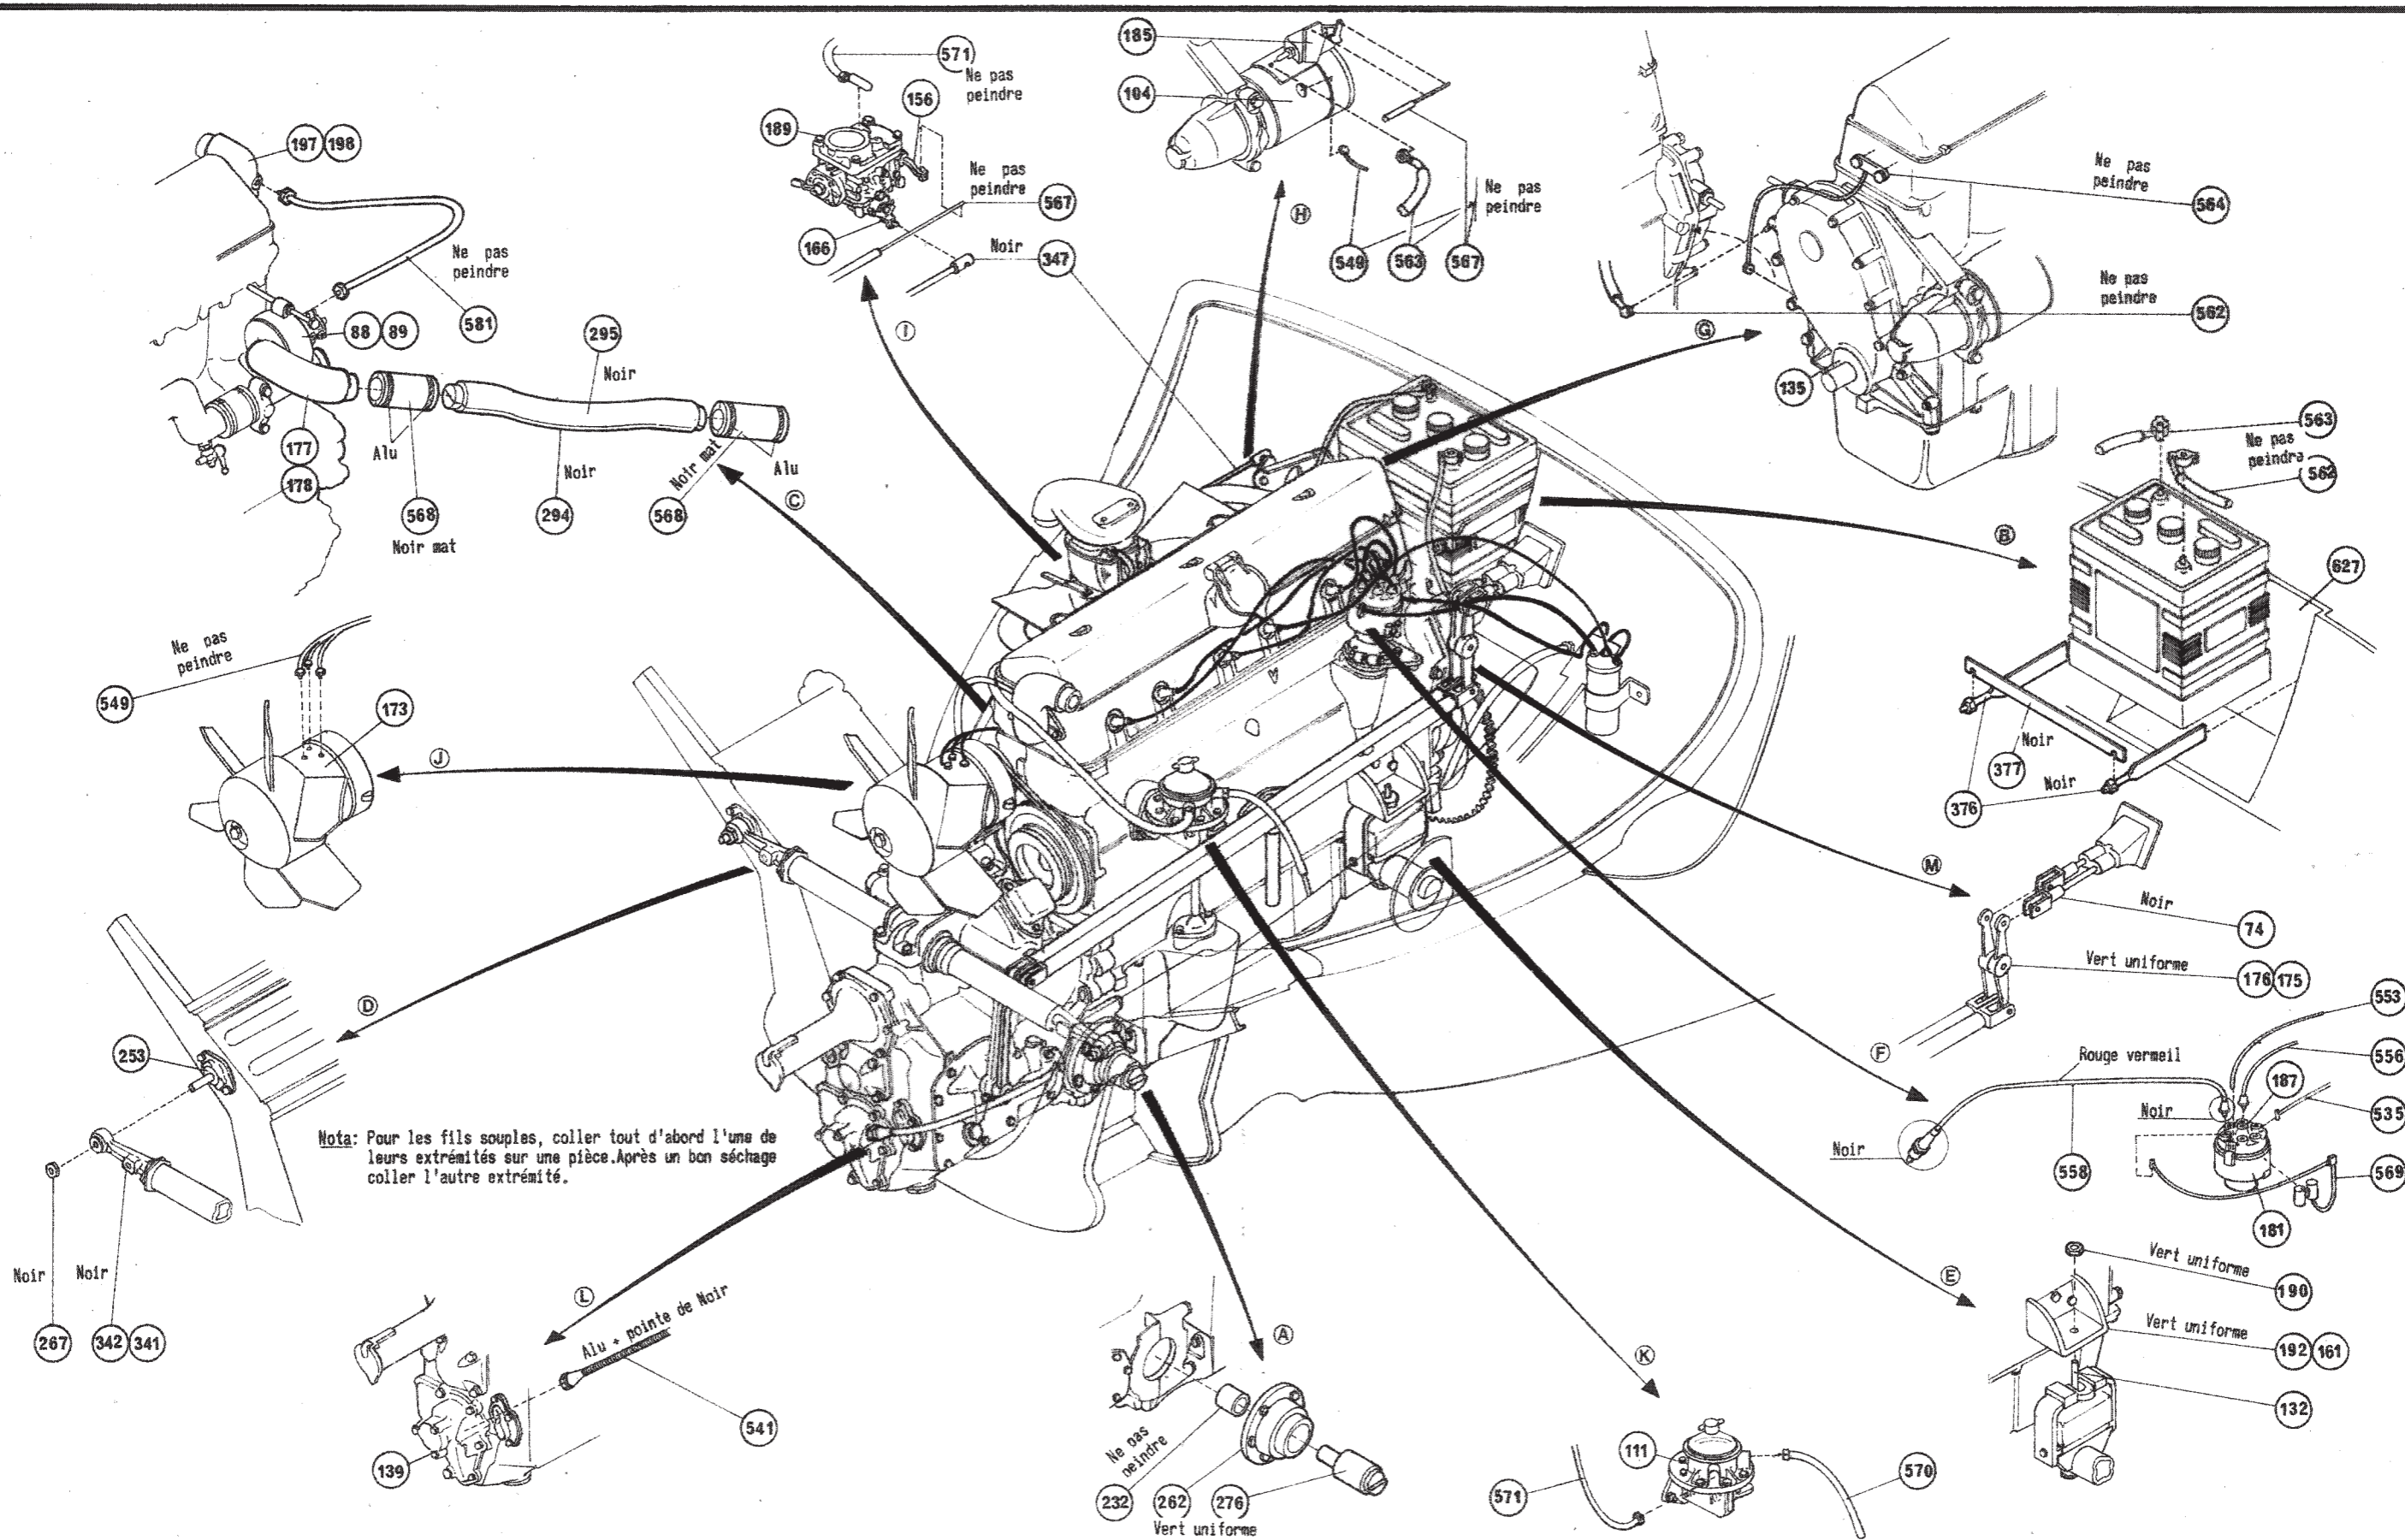 571
Ne pas
peindre
156
189
Ne pas
peindre
567
166
Noir
347
185
104
Ne pas
peindre
549
563
567
H
I
G
Ne pas
peindre
564
Ne pas
peindre
562
135
197 198
Ne pas
peindre
581
88 89
295
Noir
177
178
Alu
568
Noir mat
Noir
294
Noir mat
568
Alu
C
563
Ne pas
peindre
562
B
627
377
Noir
376
Noir
Ne pas
peindre
549
173
J
M
Noir
74
Vert uniforme
176 175
D
253
F
553
Rouge vermeil
556
187
Noir
535
Noir
558
569
181
Nota: Pour les fils souples, coller tout d'abord l'une de
leurs extrémités sur une pièce.Après un bon séchage
coller l'autre extrémité.
Noir
Noir
267
342 341
L
Alu + pointe de Noir
541
139
A
Ne pas
peindre
232
262
276
Vert uniforme
K
111
571
570
E
Vert uniforme
190
Vert uniforme
192 161
132